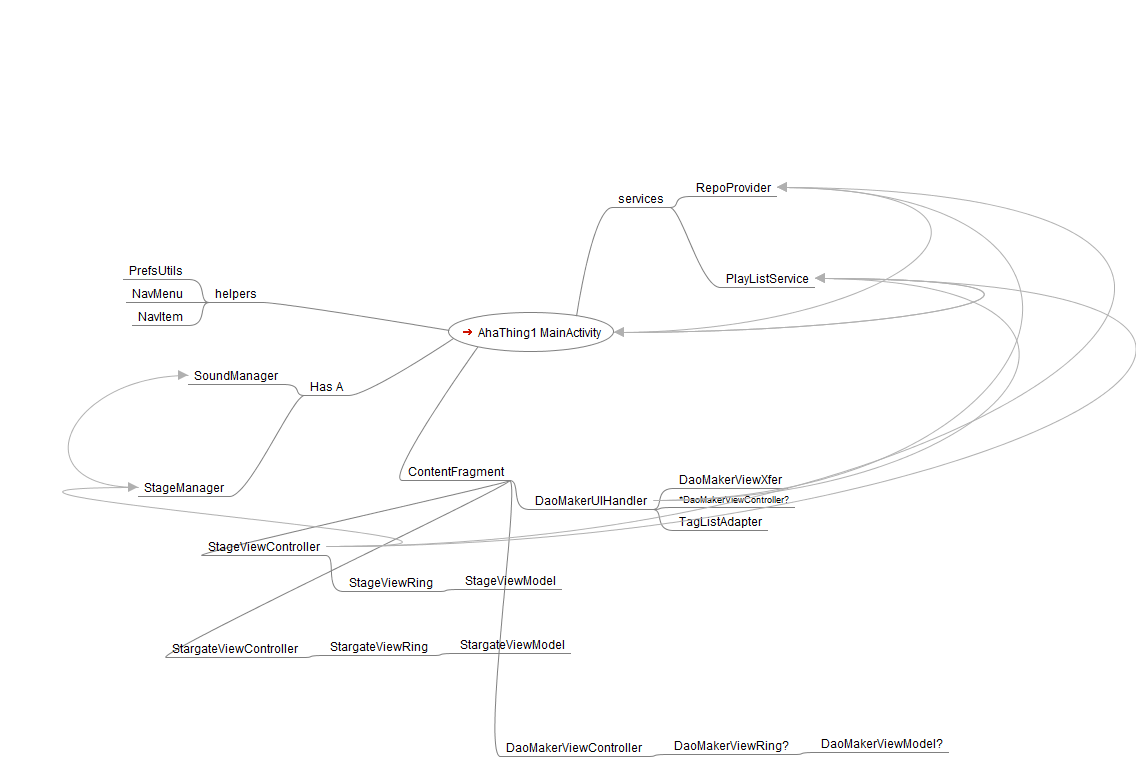 RepoProvider
services
PlayListService
PrefsUtils
NavMenu
helpers
NavItem
AhaThing1 MainActivity
SoundManager
Has A
StageManager
ContentFragment
DaoMakerViewXfer
DaoMakerUIHandler
*DaoMakerViewController?
TagListAdapter
StageViewController
StageViewRing
StageViewModel
StargateViewController
StargateViewRing
StargateViewModel
DaoMakerViewController
DaoMakerViewRing?
DaoMakerViewModel?